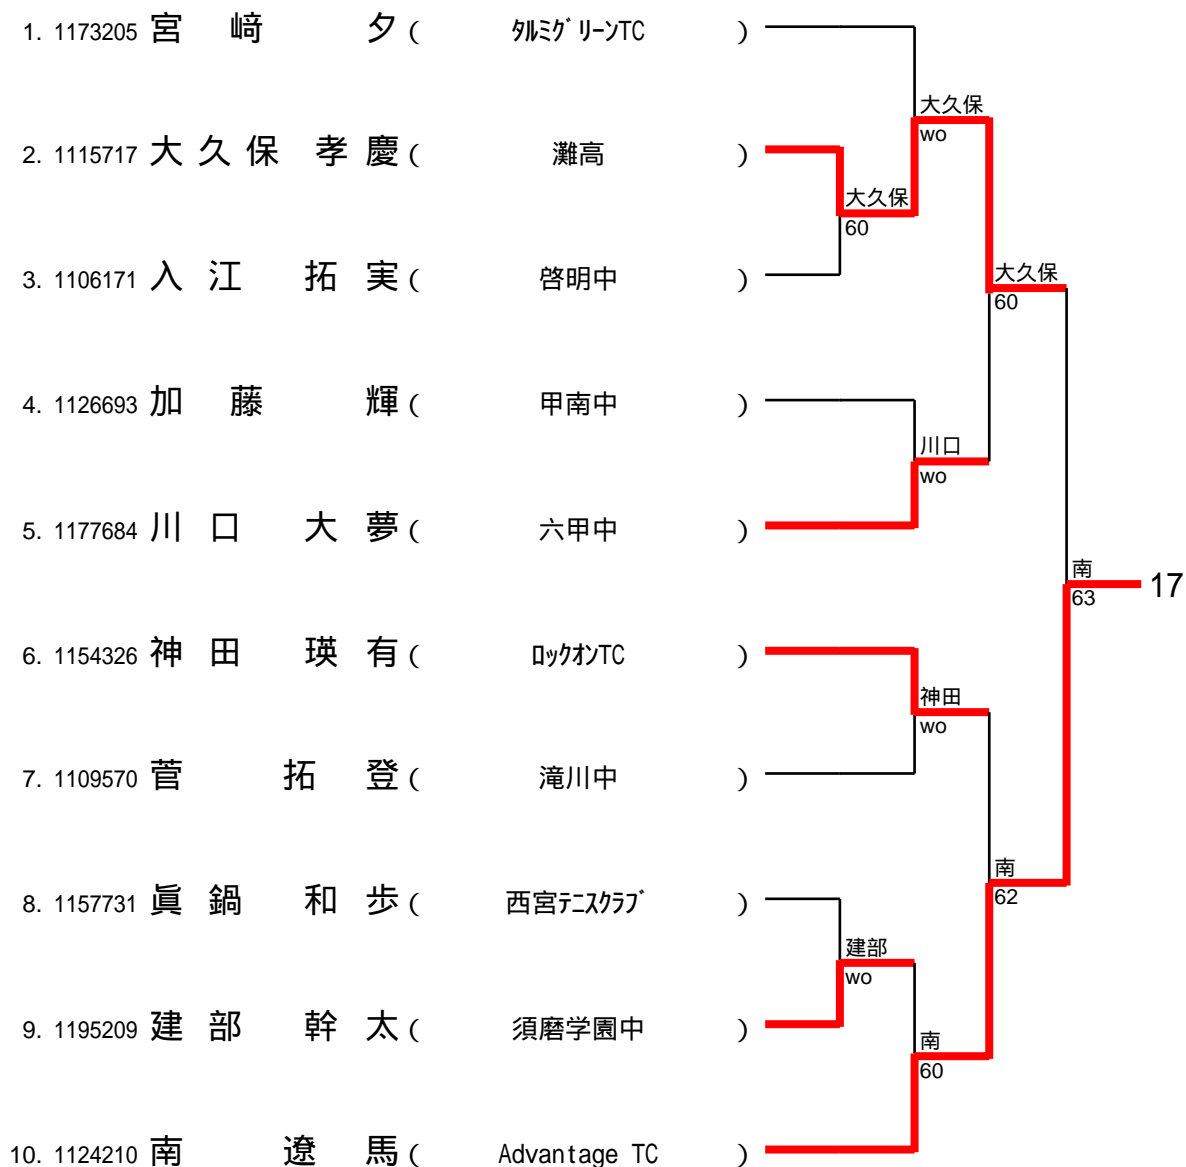 1. 1173205 宮 﨑 夕 ( ﾀﾙﾐｸﾞﾘｰﾝTC )
大久保
wo
2. 1115717 大久保 孝慶 ( 灘高 )
大久保
60
3. 1106171 入江 拓実 ( 啓明中 )
大久保
60
4. 1126693 加藤 輝 ( 甲南中 )
川口
wo
5. 1177684 川口 大夢 ( 六甲中 )
南
63
17
6. 1154326 神田 瑛有 ( ﾛｯｸｵﾝTC )
神田
wo
7. 1109570 菅 拓登 ( 滝川中 )
南
62
8. 1157731 眞鍋 和歩 ( 西宮ﾃﾆｽｸﾗﾌﾞ )
建部
wo
9. 1195209 建部 幹太 ( 須磨学園中 )
南
60
10. 1124210 南 遼馬 ( Advantage TC )